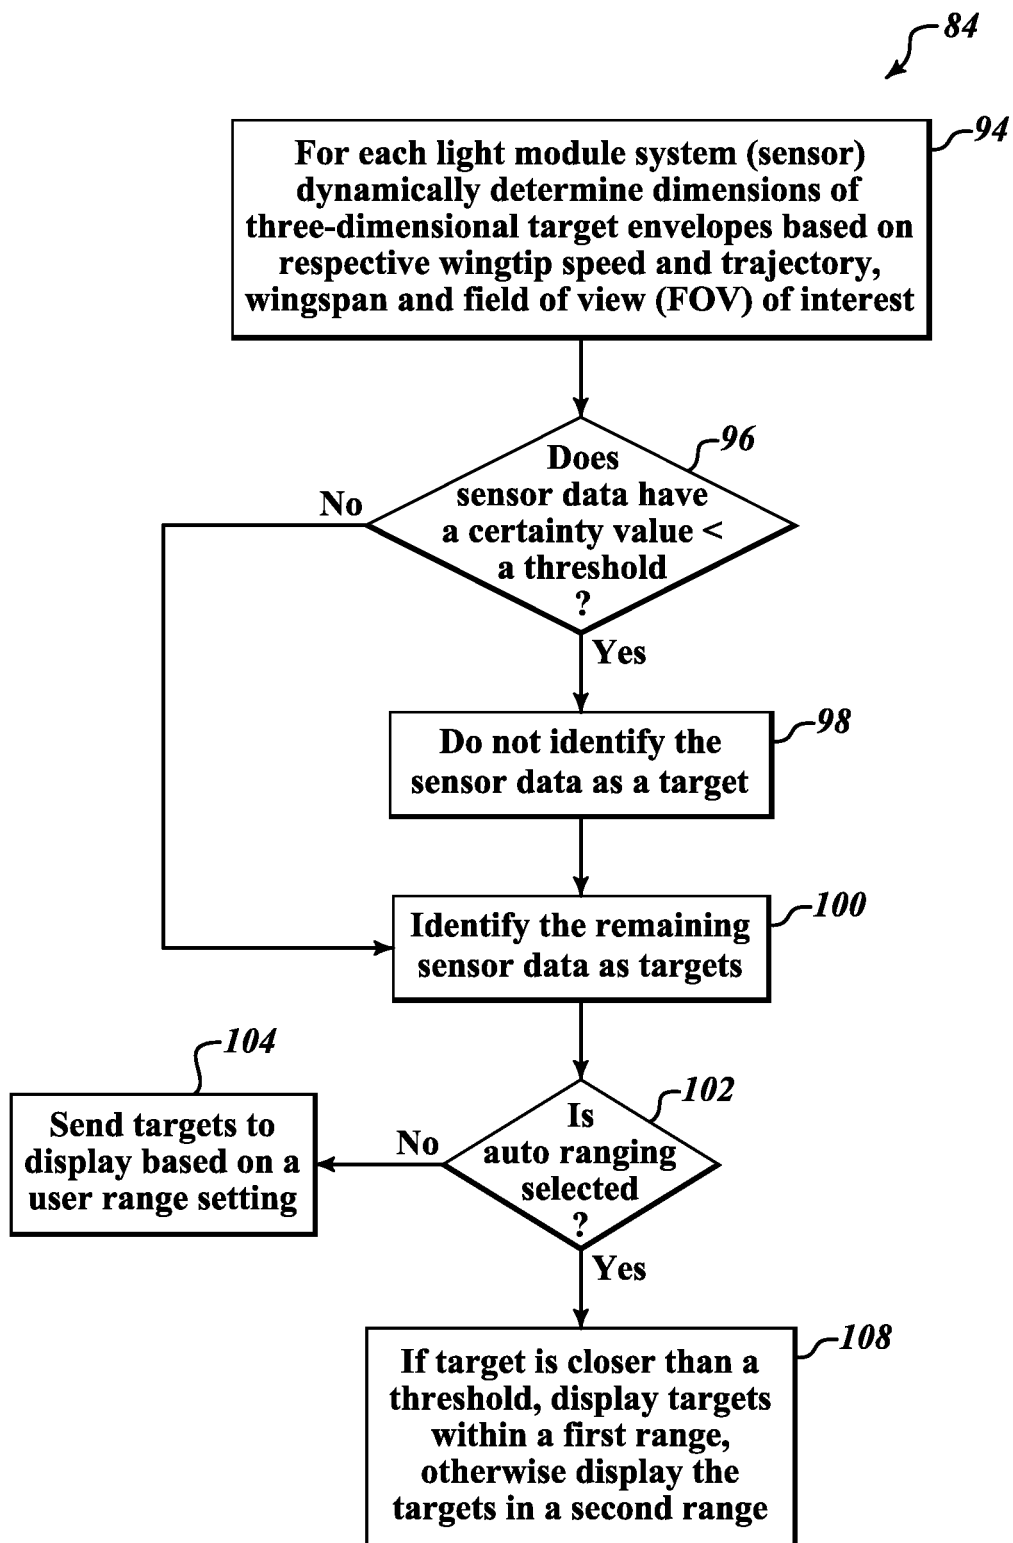 84
94
For each light module system (sensor)
dynamically determine dimensions of
three-dimensional target envelopes based on
respective wingtip speed and trajectory,
wingspan and field of view (FOV) of interest
96
Does
sensor data have
a certainty value <
a threshold
?
No
Yes
98
Do not identify the
sensor data as a target
100
Identify the remaining
sensor data as targets
104
Send targets to
display based on a
user range setting
102
Is
auto ranging
selected
?
No
Yes
108
If target is closer than a
threshold, display targets
within a first range,
otherwise display the
targets in a second range